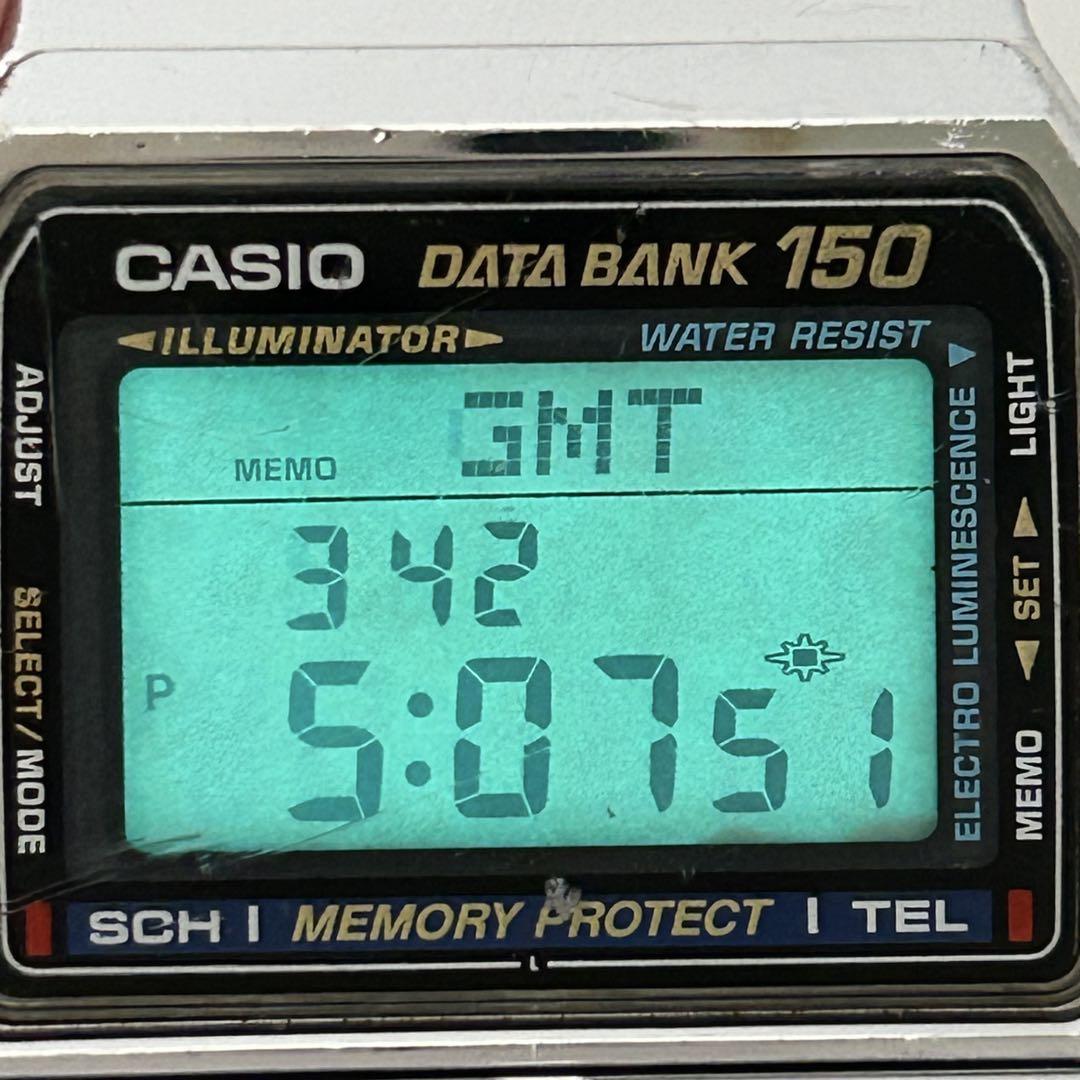 CASIO DATA BANK 150
ILLUMINATOR WATER RESIST
ADJUST
SELECT/MODE
MEMO GMT
342
P 5:07 51
ELECTRO LUMINESCENCE
LIGHT
SET
MEMO
SCH | MEMORY PROTECT | TEL